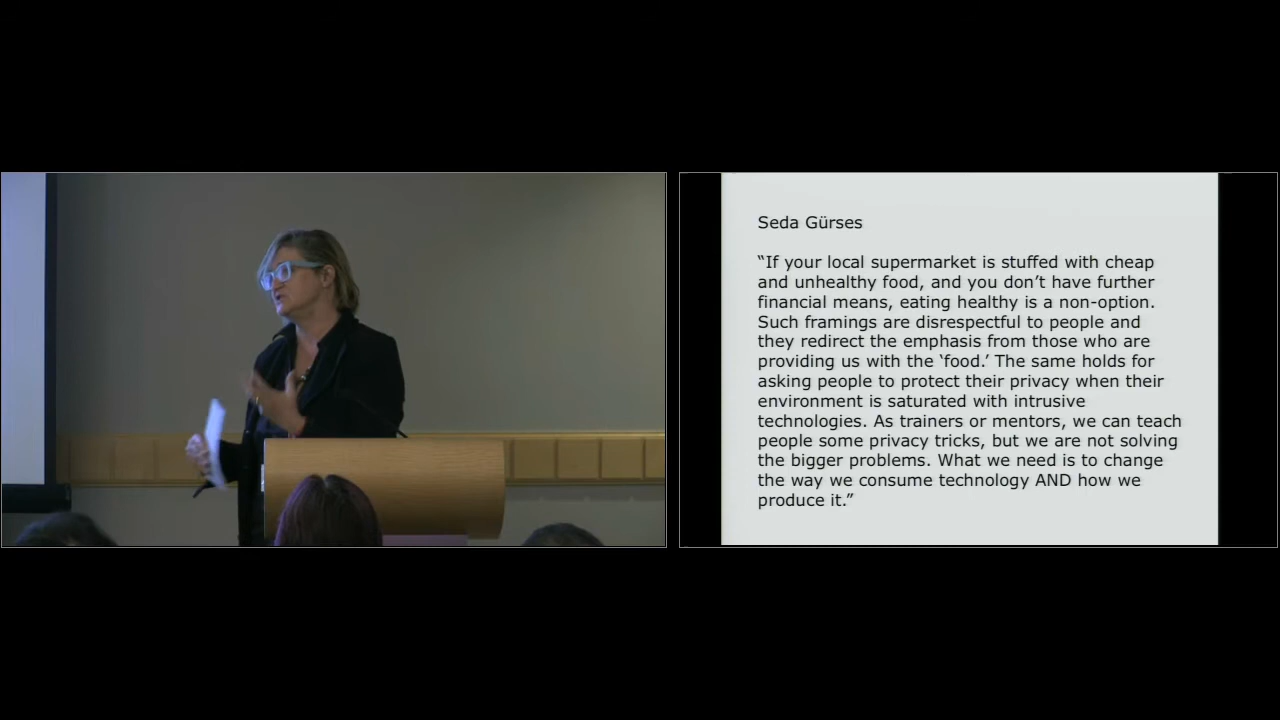 Seda Gürses
“If your local supermarket is stuffed with cheap
and unhealthy food, and you don’t have further
financial means, eating healthy is a non-option.
Such framings are disrespectful to people and
they redirect the emphasis from those who are
providing us with the ‘food.’ The same holds for
asking people to protect their privacy when their
environment is saturated with intrusive
technologies. As trainers or mentors, we can teach
people some privacy tricks, but we are not solving
the bigger problems. What we need is to change
the way we consume technology AND how we
produce it.”